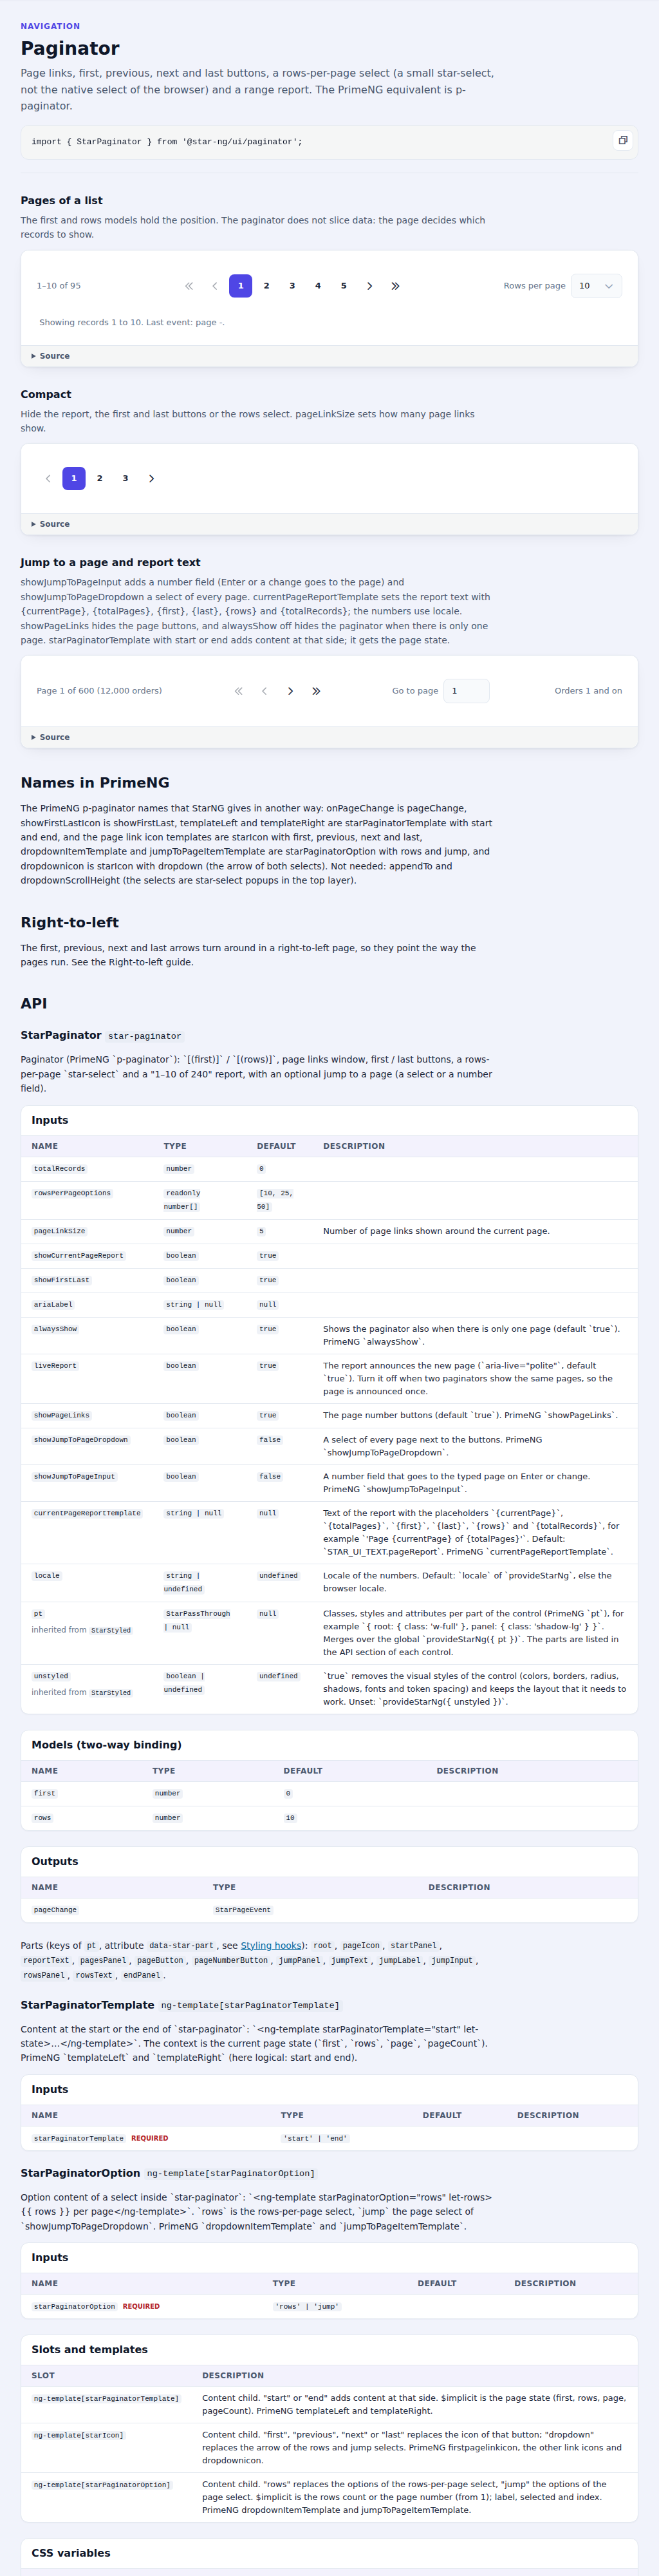 NAVIGATION
Paginator
Page links, first, previous, next and last buttons, a rows-per-page select (a small star-select,
not the native select of the browser) and a range report. The PrimeNG equivalent is p-
paginator.
import { StarPaginator } from '@star-ng/ui/paginator';
Pages of a list
The first and rows models hold the position. The paginator does not slice data: the page decides which
records to show.
1–10 of 95 1 2 3 4 5 Rows per page 10
Showing records 1 to 10. Last event: page -.
Source
Compact
Hide the report, the first and last buttons or the rows select. pageLinkSize sets how many page links
show.
1 2 3
Source
Jump to a page and report text
showJumpToPageInput adds a number field (Enter or a change goes to the page) and
showJumpToPageDropdown a select of every page. currentPageReportTemplate sets the report text with
{currentPage}, {totalPages}, {first}, {last}, {rows} and {totalRecords}; the numbers use locale.
showPageLinks hides the page buttons, and alwaysShow off hides the paginator when there is only one
page. starPaginatorTemplate with start or end adds content at that side; it gets the page state.
Page 1 of 600 (12,000 orders) Go to page 1 Orders 1 and on
Source
Names in PrimeNG
The PrimeNG p-paginator names that StarNG gives in another way: onPageChange is pageChange,
showFirstLastIcon is showFirstLast, templateLeft and templateRight are starPaginatorTemplate with start
and end, and the page link icon templates are starIcon with first, previous, next and last,
dropdownItemTemplate and jumpToPageItemTemplate are starPaginatorOption with rows and jump, and
dropdownicon is starIcon with dropdown (the arrow of both selects). Not needed: appendTo and
dropdownScrollHeight (the selects are star-select popups in the top layer).
Right-to-left
The first, previous, next and last arrows turn around in a right-to-left page, so they point the way the
pages run. See the Right-to-left guide.
API
StarPaginator star-paginator
Paginator (PrimeNG `p-paginator`): `[(first)]` / `[(rows)]`, page links window, first / last buttons, a rows-
per-page `star-select` and a "1–10 of 240" report, with an optional jump to a page (a select or a number
field).
Inputs
NAME TYPE DEFAULT DESCRIPTION
totalRecords number 0
rowsPerPageOptions readonly number[] [10, 25, 50]
pageLinkSize number 5 Number of page links shown around the current page.
showCurrentPageReport boolean true
showFirstLast boolean true
ariaLabel string | null null
alwaysShow boolean true Shows the paginator also when there is only one page (default `true`).
PrimeNG `alwaysShow`.
liveReport boolean true The report announces the new page (`aria-live="polite"`, default
`true`). Turn it off when two paginators show the same pages, so the
page is announced once.
showPageLinks boolean true The page number buttons (default `true`). PrimeNG `showPageLinks`.
showJumpToPageDropdown boolean false A select of every page next to the buttons. PrimeNG
`showJumpToPageDropdown`.
showJumpToPageInput boolean false A number field that goes to the typed page on Enter or change.
PrimeNG `showJumpToPageInput`.
currentPageReportTemplate string | null null Text of the report with the placeholders `{currentPage}`,
`{totalPages}`, `{first}`, `{last}`, `{rows}` and `{totalRecords}`, for
example `'Page {currentPage} of {totalPages}'`. Default:
`STAR_UI_TEXT.pageReport`. PrimeNG `currentPageReportTemplate`.
locale string | undefined undefined Locale of the numbers. Default: `locale` of `provideStarNg`, else the
browser locale.
pt StarPassThrough | null null Classes, styles and attributes per part of the control (PrimeNG `pt`), for
inherited from StarStyled example `{ root: { class: 'w-full' }, panel: { class: 'shadow-lg' } }`.
Merges over the global `provideStarNg({ pt })`. The parts are listed in
the API section of each control.
unstyled boolean | undefined undefined `true` removes the visual styles of the control (colors, borders, radius,
inherited from StarStyled shadows, fonts and token spacing) and keeps the layout that it needs to
work. Unset: `provideStarNg({ unstyled })`.
Models (two-way binding)
NAME TYPE DEFAULT DESCRIPTION
first number 0
rows number 10
Outputs
NAME TYPE DESCRIPTION
pageChange StarPageEvent
Parts (keys of pt, attribute data-star-part, see Styling hooks): root, pageIcon, startPanel,
reportText, pagesPanel, pageButton, pageNumberButton, jumpPanel, jumpText, jumpLabel, jumpInput,
rowsPanel, rowsText, endPanel.
StarPaginatorTemplate ng-template[starPaginatorTemplate]
Content at the start or the end of `star-paginator`: `<ng-template starPaginatorTemplate="start" let-
state>…</ng-template>`. The context is the current page state (`first`, `rows`, `page`, `pageCount`).
PrimeNG `templateLeft` and `templateRight` (here logical: start and end).
Inputs
NAME TYPE DEFAULT DESCRIPTION
starPaginatorTemplate REQUIRED 'start' | 'end'
StarPaginatorOption ng-template[starPaginatorOption]
Option content of a select inside `star-paginator`: `<ng-template starPaginatorOption="rows" let-rows>
{{ rows }} per page</ng-template>`. `rows` is the rows-per-page select, `jump` the page select of
`showJumpToPageDropdown`. PrimeNG `dropdownItemTemplate` and `jumpToPageItemTemplate`.
Inputs
NAME TYPE DEFAULT DESCRIPTION
starPaginatorOption REQUIRED 'rows' | 'jump'
Slots and templates
SLOT DESCRIPTION
ng-template[starPaginatorTemplate] Content child. "start" or "end" adds content at that side. $implicit is the page state (first, rows, page,
pageCount). PrimeNG templateLeft and templateRight.
ng-template[starIcon] Content child. "first", "previous", "next" or "last" replaces the icon of that button; "dropdown"
replaces the arrow of the rows and jump selects. PrimeNG firstpagelinkicon, the other link icons and
dropdownicon.
ng-template[starPaginatorOption] Content child. "rows" replaces the options of the rows-per-page select, "jump" the options of the
page select. $implicit is the rows count or the page number (from 1); label, selected and index.
PrimeNG dropdownItemTemplate and jumpToPageItemTemplate.
CSS variables